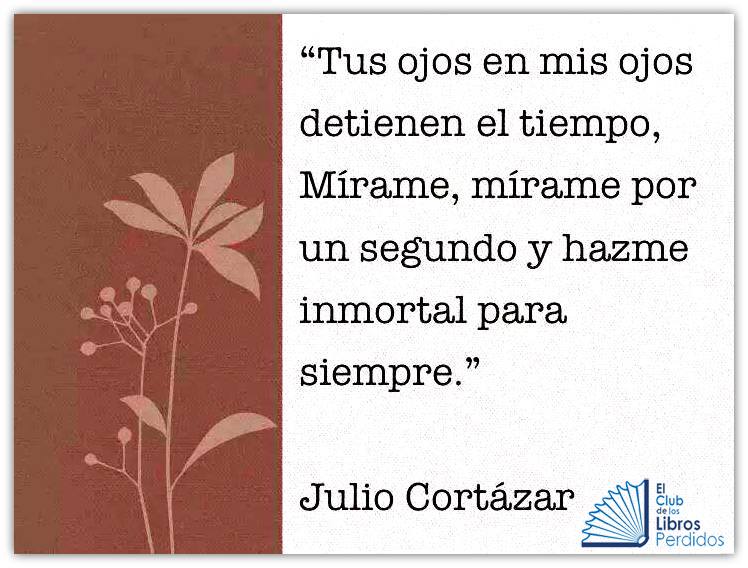 “Tus ojos en mis ojos
detienen el tiempo,
Mírame, mírame por
un segundo y hazme
inmortal para
siempre.”
Julio Cortázar
El
Club
de los
Libros
Perdidos